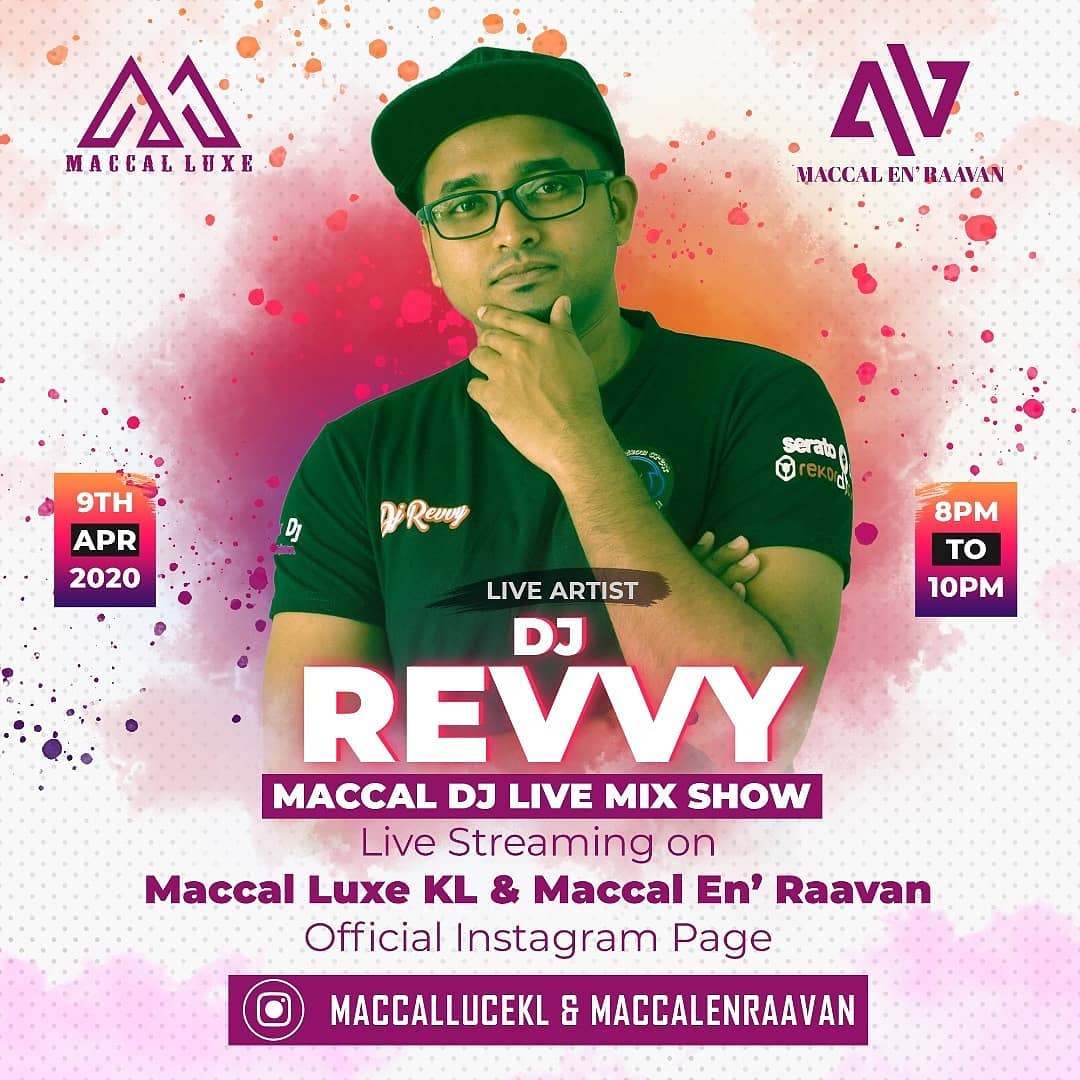 MACCAL LUXE
MACCAL EN' RAAVAN
serato
DJ
Dj Revvy
9TH
APR
2020
8PM
TO
10PM
LIVE ARTIST
DJ
REVVY
MACCAL DJ LIVE MIX SHOW
Live Streaming on
Maccal Luxe KL & Maccal En' Raavan
Official Instagram Page
MACCALLUCEKL & MACCALENRAAVAN